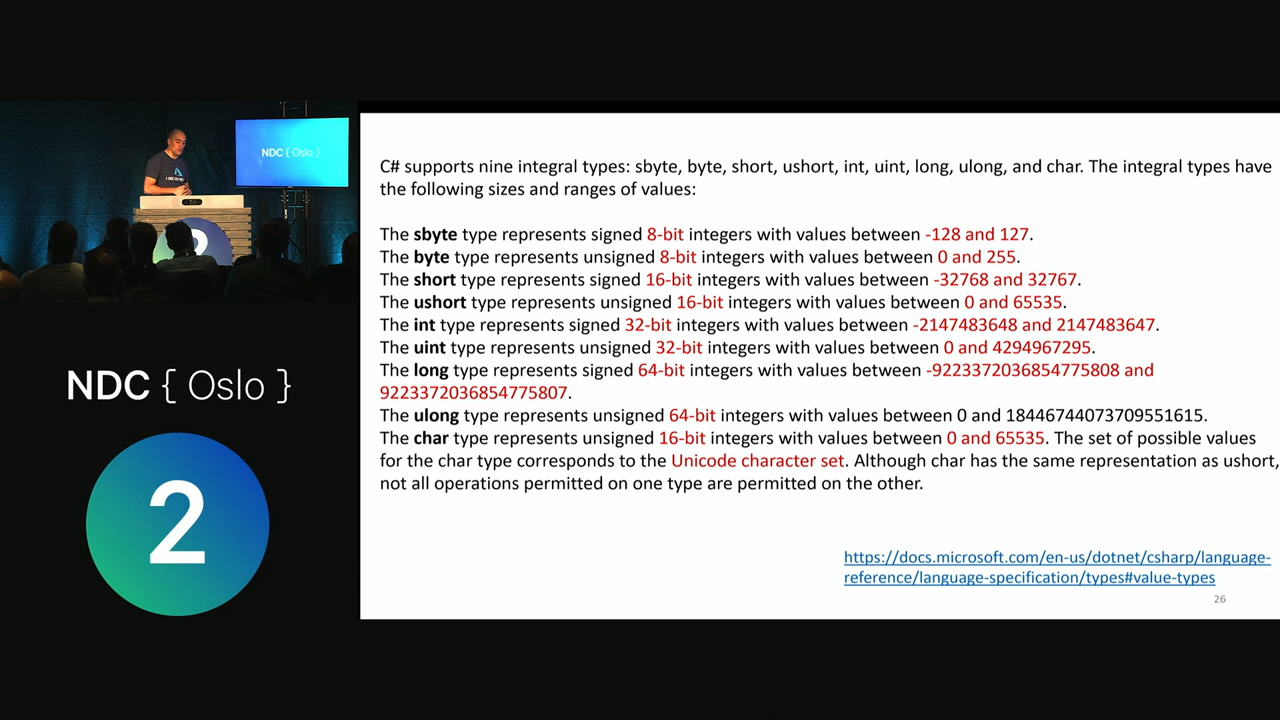 NDC { Oslo }
C# supports nine integral types: sbyte, byte, short, ushort, int, uint, long, ulong, and char. The integral types have
the following sizes and ranges of values:
The sbyte type represents signed 8-bit integers with values between -128 and 127.
The byte type represents unsigned 8-bit integers with values between 0 and 255.
The short type represents signed 16-bit integers with values between -32768 and 32767.
The ushort type represents unsigned 16-bit integers with values between 0 and 65535.
The int type represents signed 32-bit integers with values between -2147483648 and 2147483647.
The uint type represents unsigned 32-bit integers with values between 0 and 4294967295.
The long type represents signed 64-bit integers with values between -9223372036854775808 and
9223372036854775807.
The ulong type represents unsigned 64-bit integers with values between 0 and 18446744073709551615.
The char type represents unsigned 16-bit integers with values between 0 and 65535. The set of possible values
for the char type corresponds to the Unicode character set. Although char has the same representation as ushort,
not all operations permitted on one type are permitted on the other.
https://docs.microsoft.com/en-us/dotnet/csharp/language-
reference/language-specification/types#value-types
26
NDC { Oslo }
2